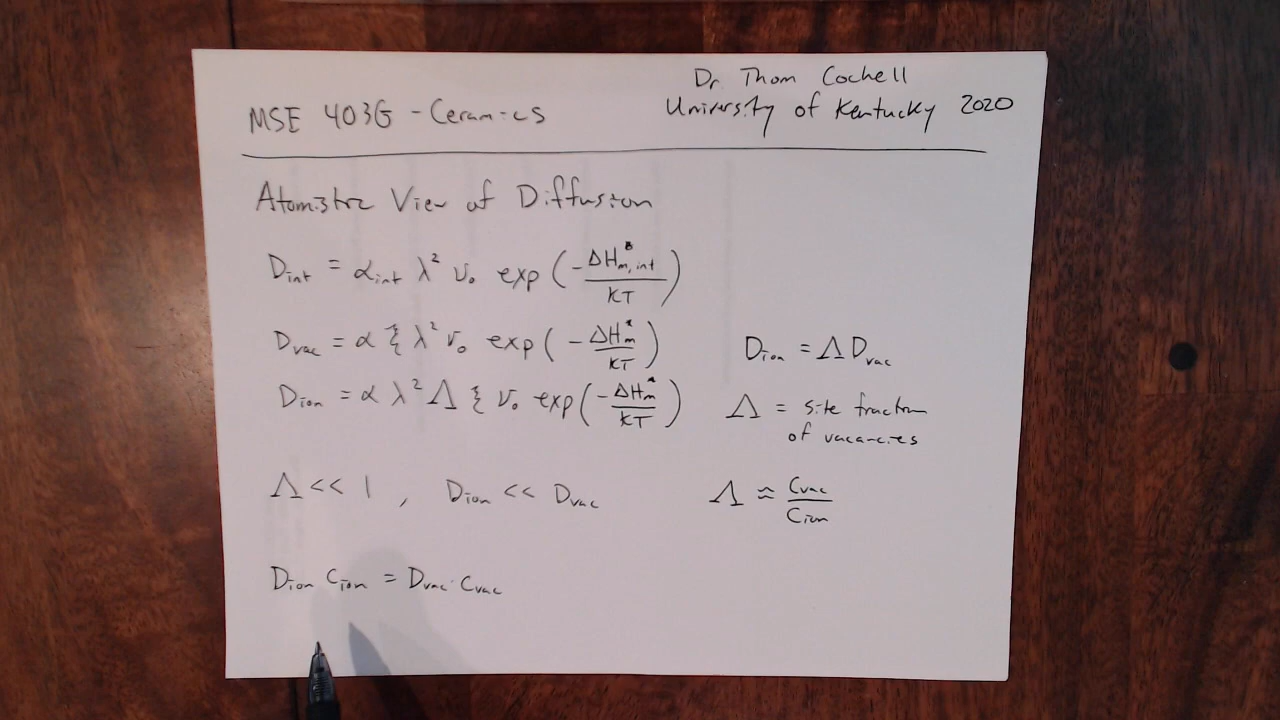 Dr. Thom Cochell
MSE 403G - Ceramics
University of Kentucky 2020
Atomistic View of Diffusion
D_int = α_int λ² ν₀ exp(-ΔH*_m,int / kT)
D_vac = α ξ λ² ν₀ exp(-ΔH*_m / kT)
D_ion = Λ D_vac
D_ion = α λ² Λ ξ ν₀ exp(-ΔH*_m / kT)
Λ = site fraction
of vacancies
Λ << 1 , D_ion << D_vac
Λ ≈ C_vac / C_ion
D_ion C_ion = D_vac · C_vac